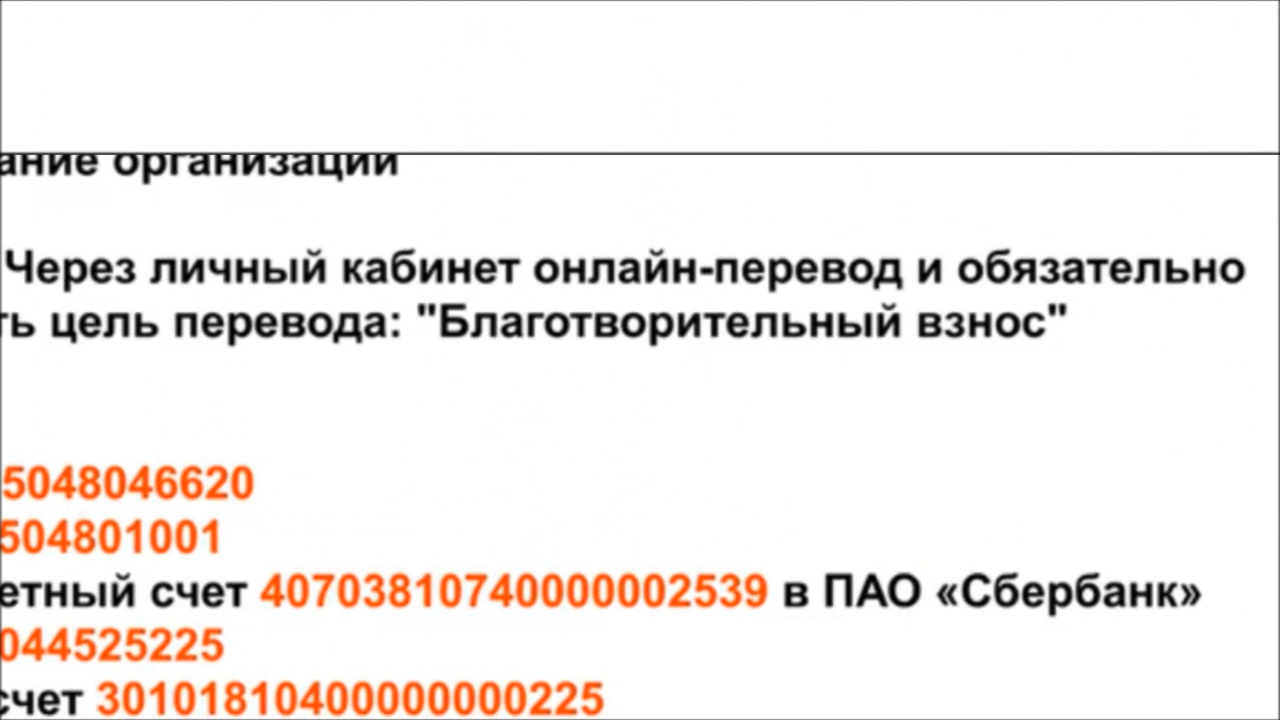 ание организации
Через личный кабинет онлайн-перевод и обязательно
ть цель перевода: "Благотворительный взнос"
5048046620
504801001
етный счет 40703810740000002539 в ПАО «Сбербанк»
044525225
счет 30101810400000000225